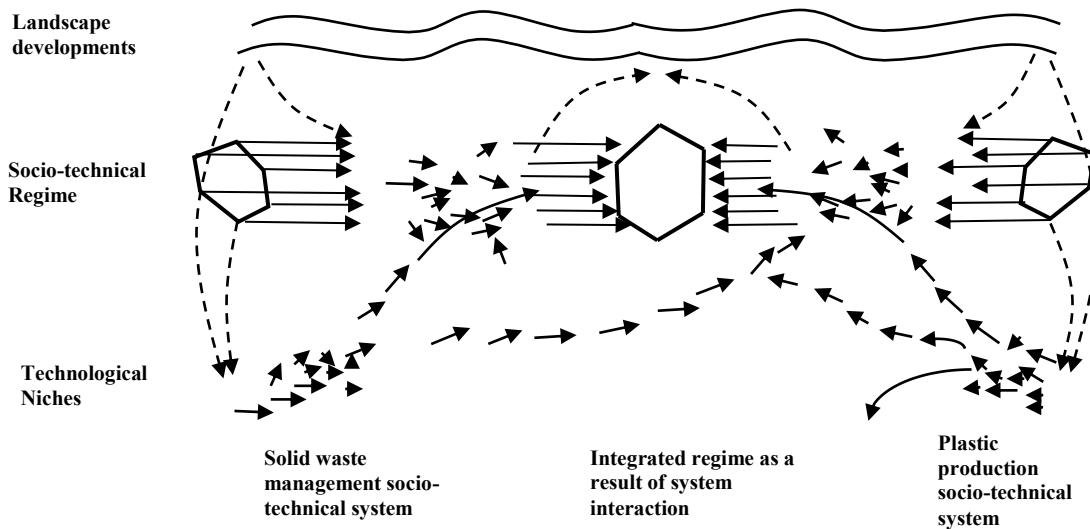 Landscape
developments
Socio-technical
Regime
Technological
Niches
Solid waste
management socio-
technical system
Integrated regime as a
result of system
interaction
Plastic
production
socio-technical
system